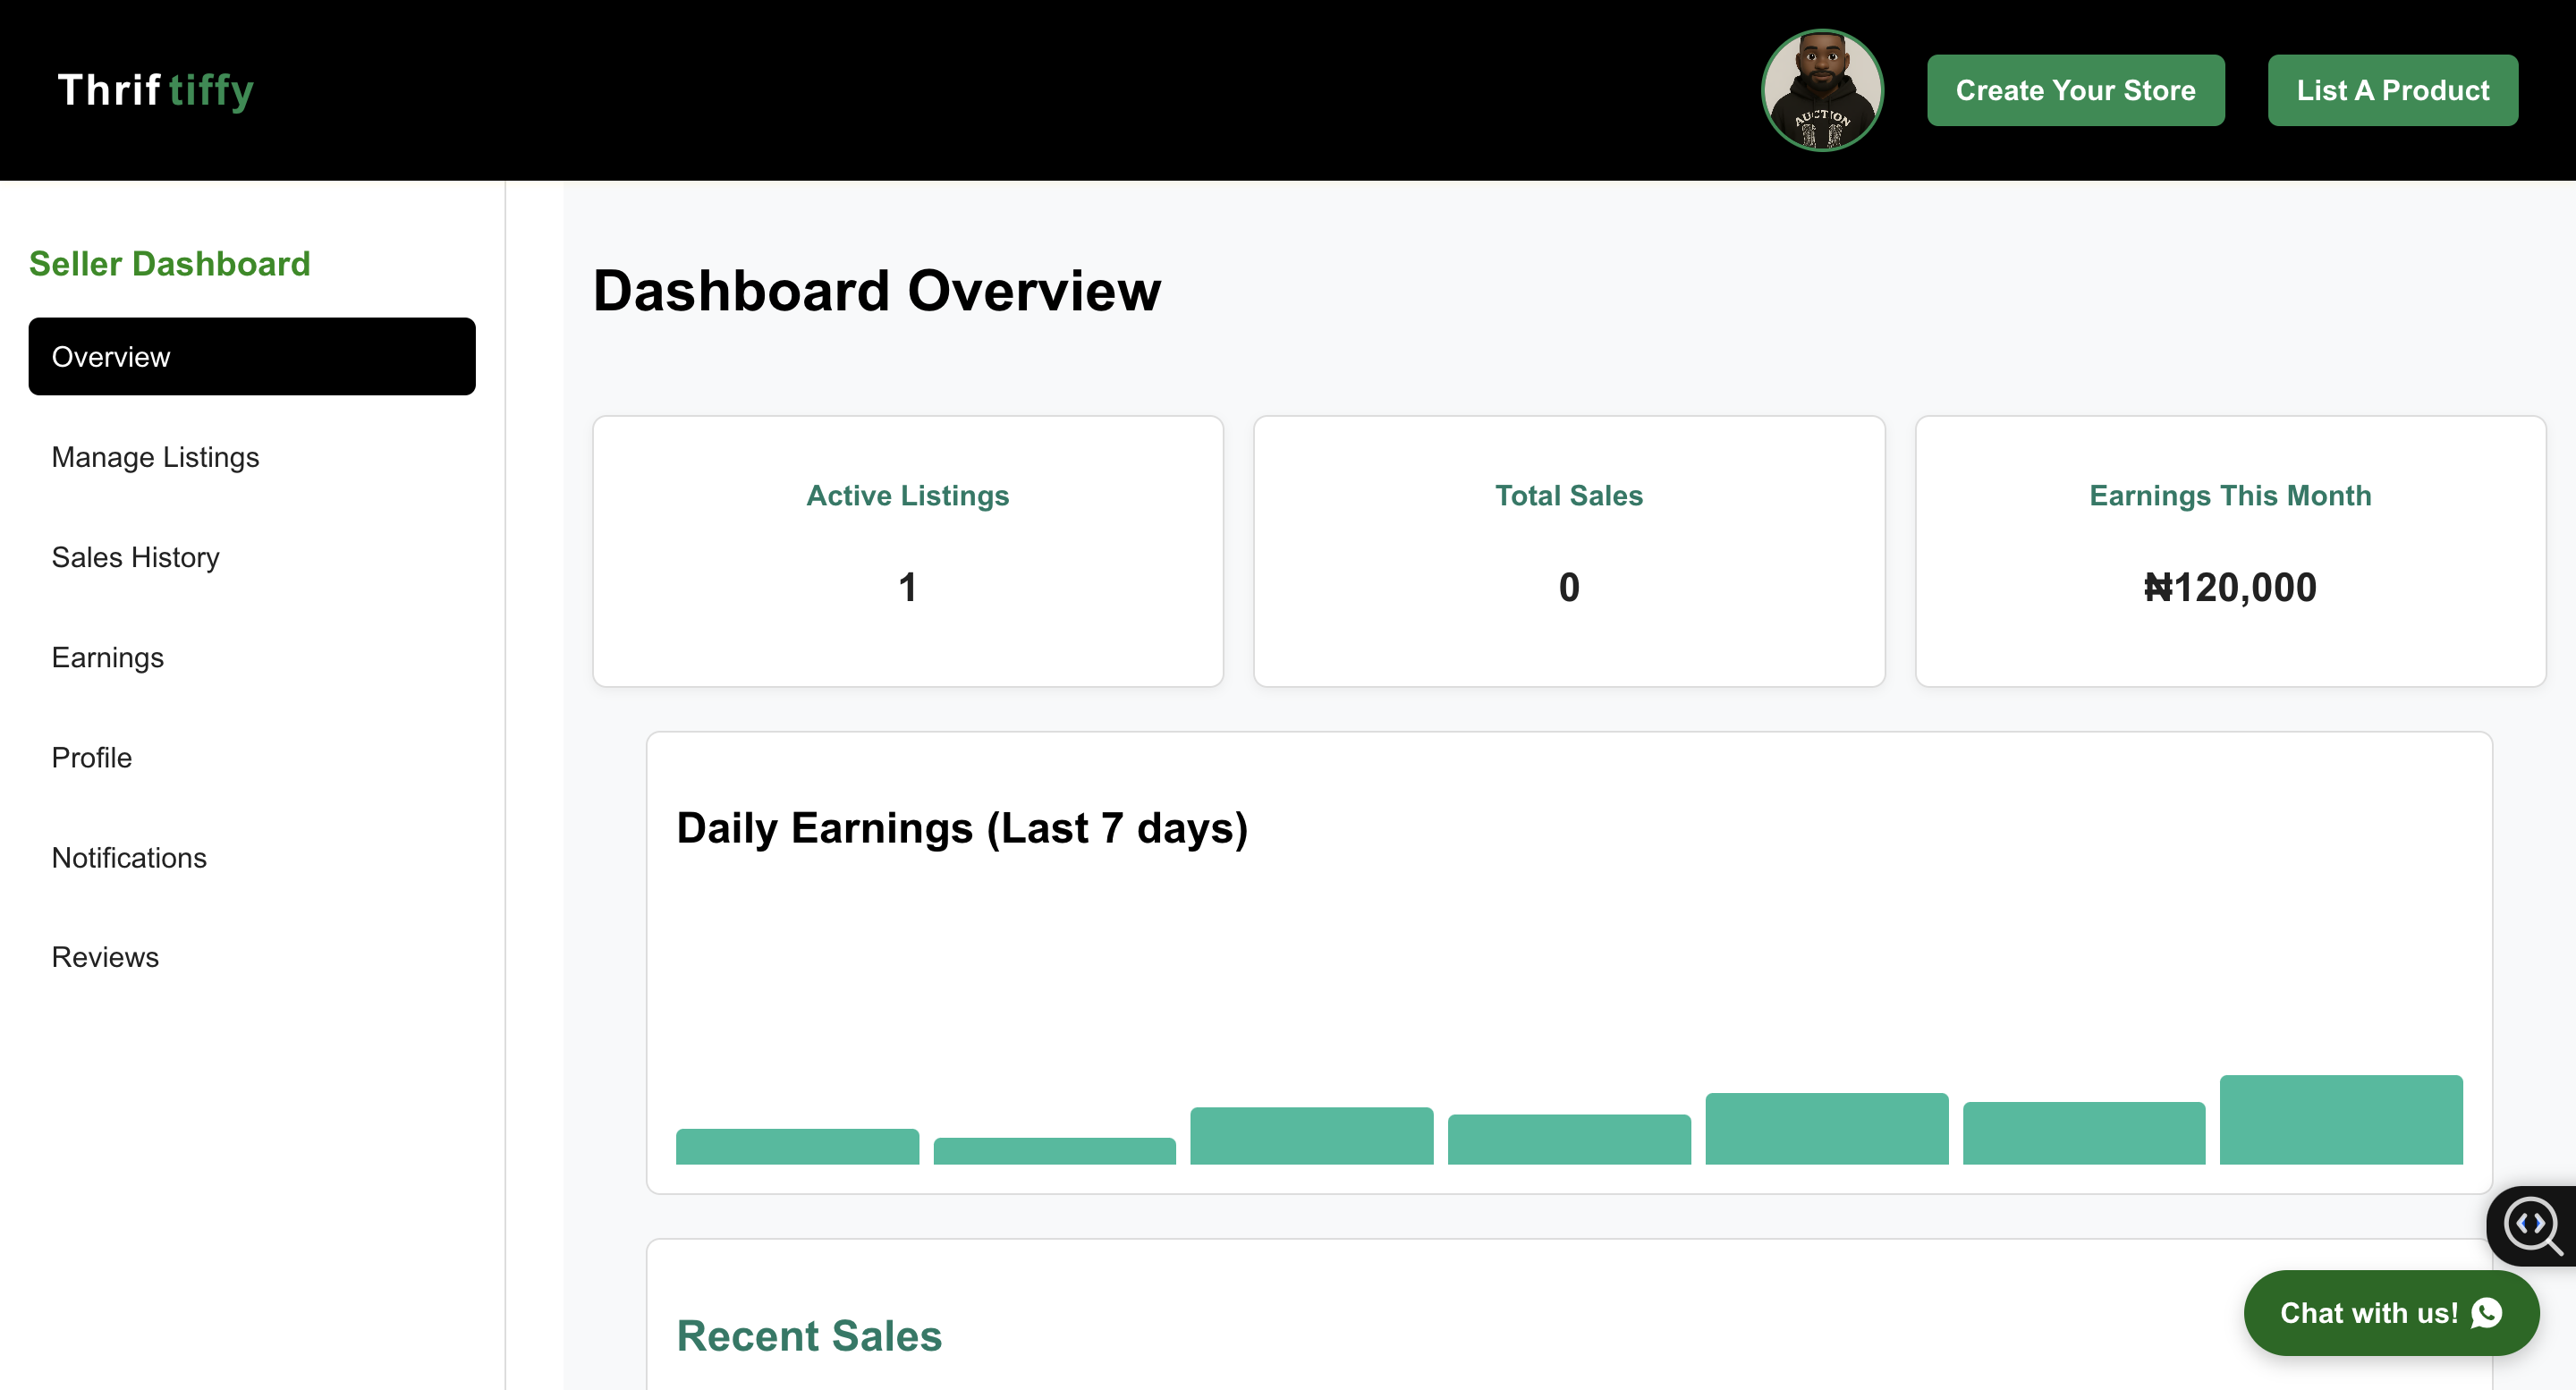 Thriftiffy
AUCTION
Create Your Store
List A Product
Seller Dashboard
Overview
Manage Listings
Sales History
Earnings
Profile
Notifications
Reviews
Dashboard Overview
Active Listings
1
Total Sales
0
Earnings This Month
₦120,000
Daily Earnings (Last 7 days)
Recent Sales
Chat with us!